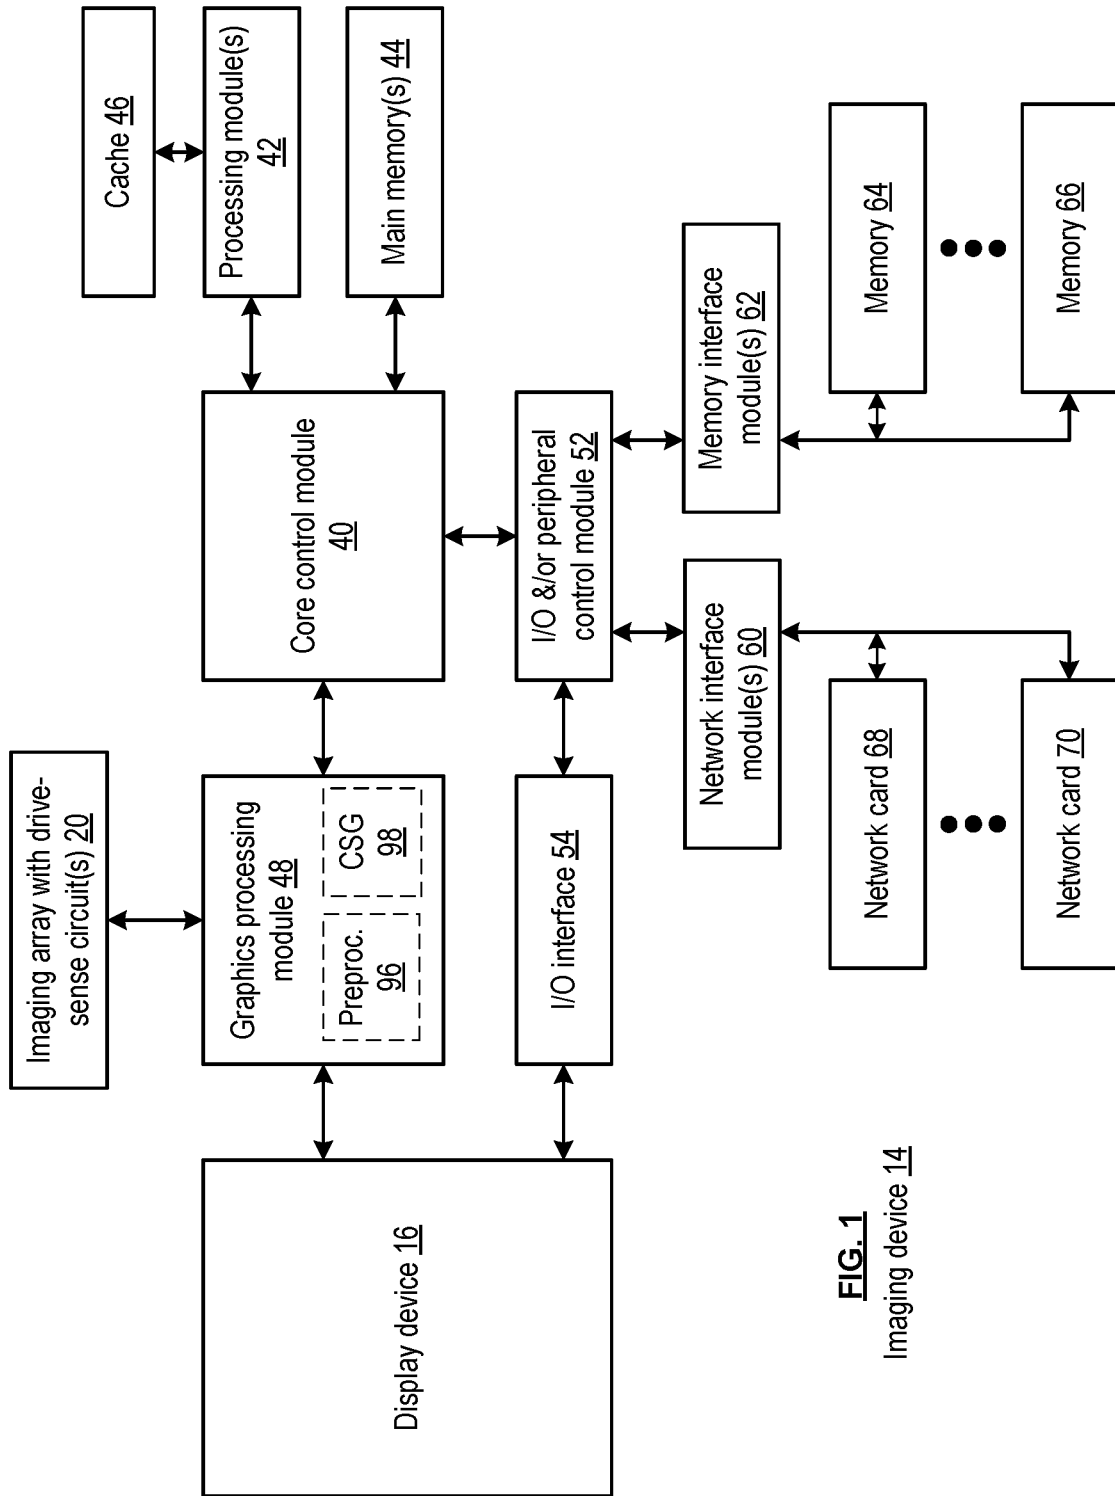 Imaging array with drive-
sense circuit(s) 20
Cache 46
Processing module(s)
42
Main memory(s) 44
Graphics processing
module 48
Preproc.
96
CSG
98
Core control module
40
Display device 16
I/O interface 54
I/O &/or peripheral
control module 52
Network interface
module(s) 60
Memory interface
module(s) 62
Network card 68
Network card 70
Memory 64
Memory 66
FIG. 1
Imaging device 14